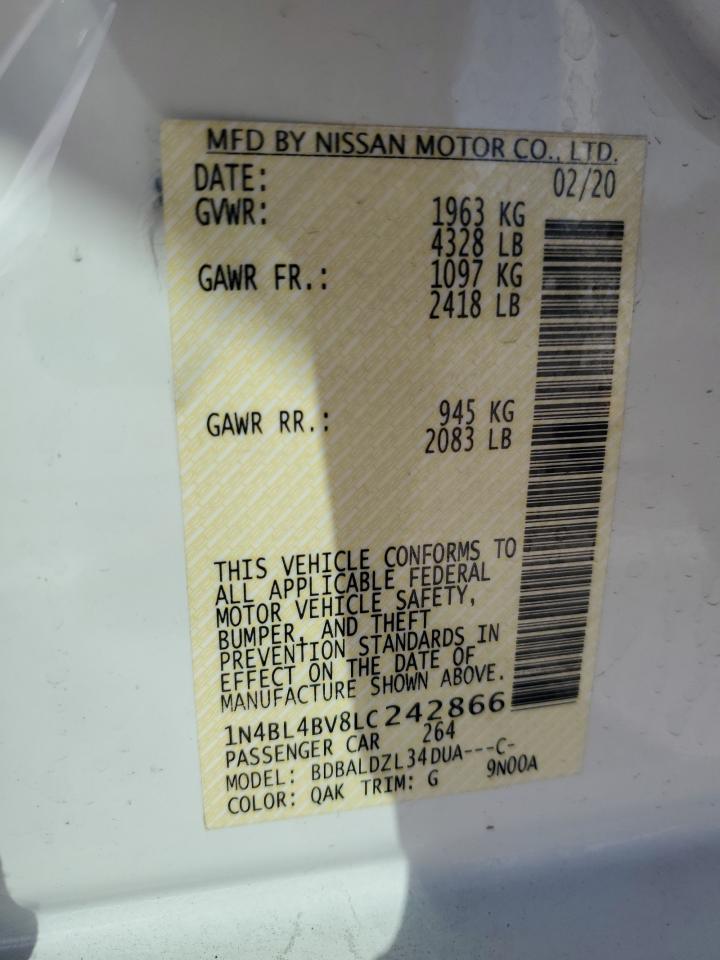 MFD BY NISSAN MOTOR CO., LTD.
DATE: 02/20
GVWR: 1963 KG
4328 LB
GAWR FR.: 1097 KG
2418 LB
GAWR RR.: 945 KG
2083 LB
THIS VEHICLE CONFORMS TO
ALL APPLICABLE FEDERAL
MOTOR VEHICLE SAFETY,
BUMPER, AND THEFT
PREVENTION STANDARDS IN
EFFECT ON THE DATE OF
MANUFACTURE SHOWN ABOVE.
1N4BL4BV8LC242866
PASSENGER CAR 264
MODEL: BDBALDZL34DUA---C-
COLOR: QAK TRIM: G 9N00A